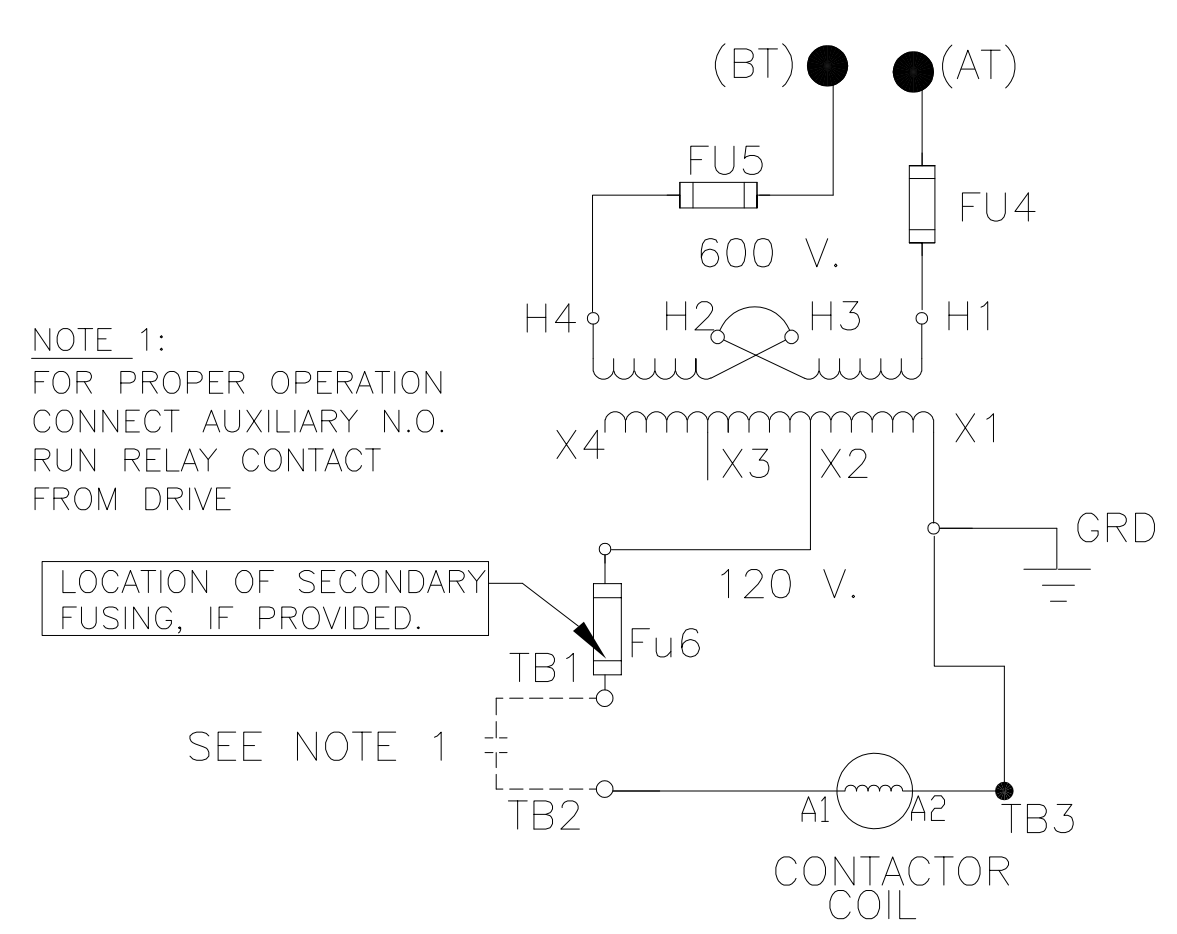 (BT)
(AT)
FU5
FU4
600 V.
H4
H2
H3
H1
NOTE 1:
FOR PROPER OPERATION
CONNECT AUXILIARY N.O.
RUN RELAY CONTACT
FROM DRIVE
X4
X3
X2
X1
GRD
LOCATION OF SECONDARY
FUSING, IF PROVIDED.
120 V.
Fu6
TB1
SEE NOTE 1
TB2
A1
A2
TB3
CONTACTOR
COIL